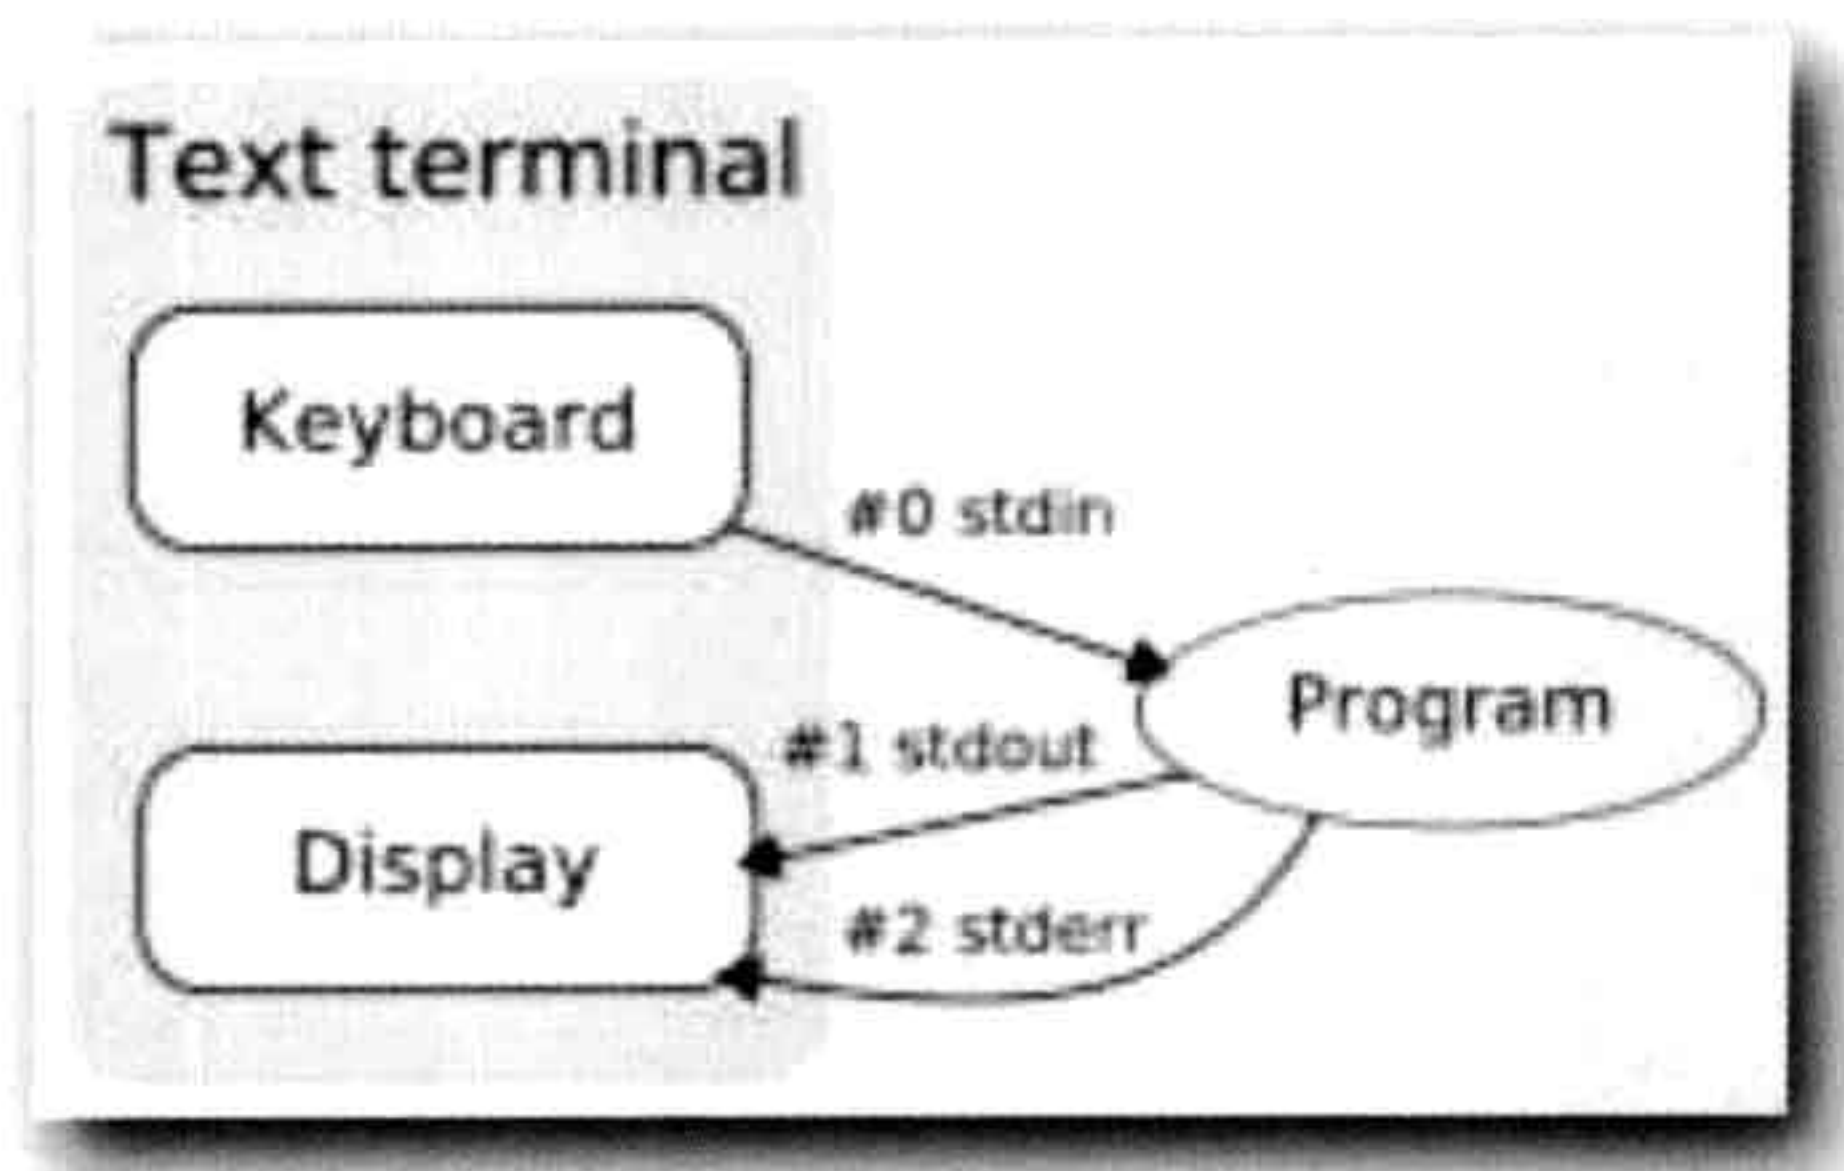 Text terminal
Keyboard
#0 stdin
Program
#1 stdout
Display
#2 stderr